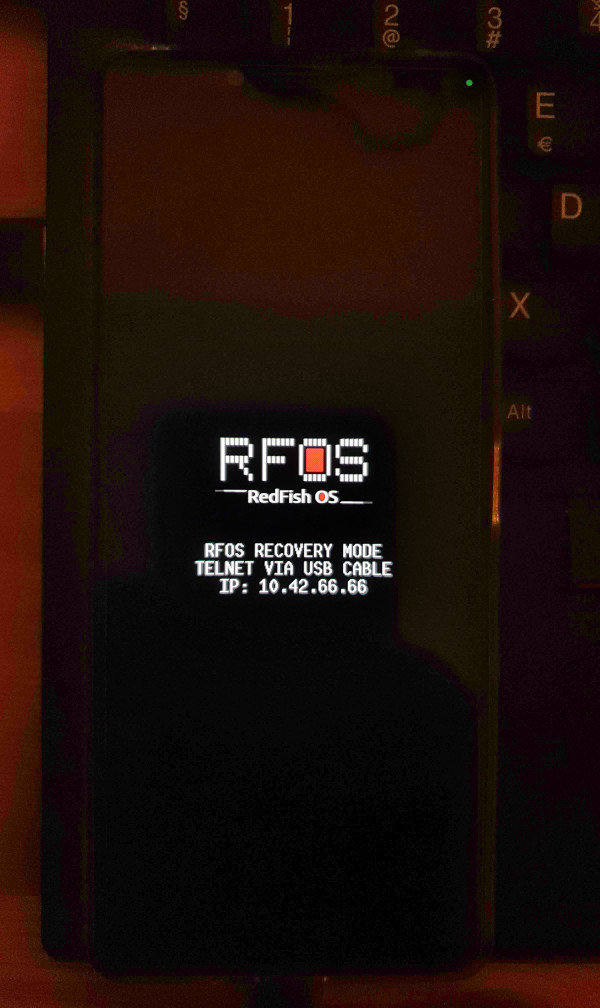 §
1
!
2
@
3
#
E
€
D
X
Alt
RFOS
RedFish OS
RFOS RECOVERY MODE
TELNET VIA USB CABLE
IP: 10.42.66.66